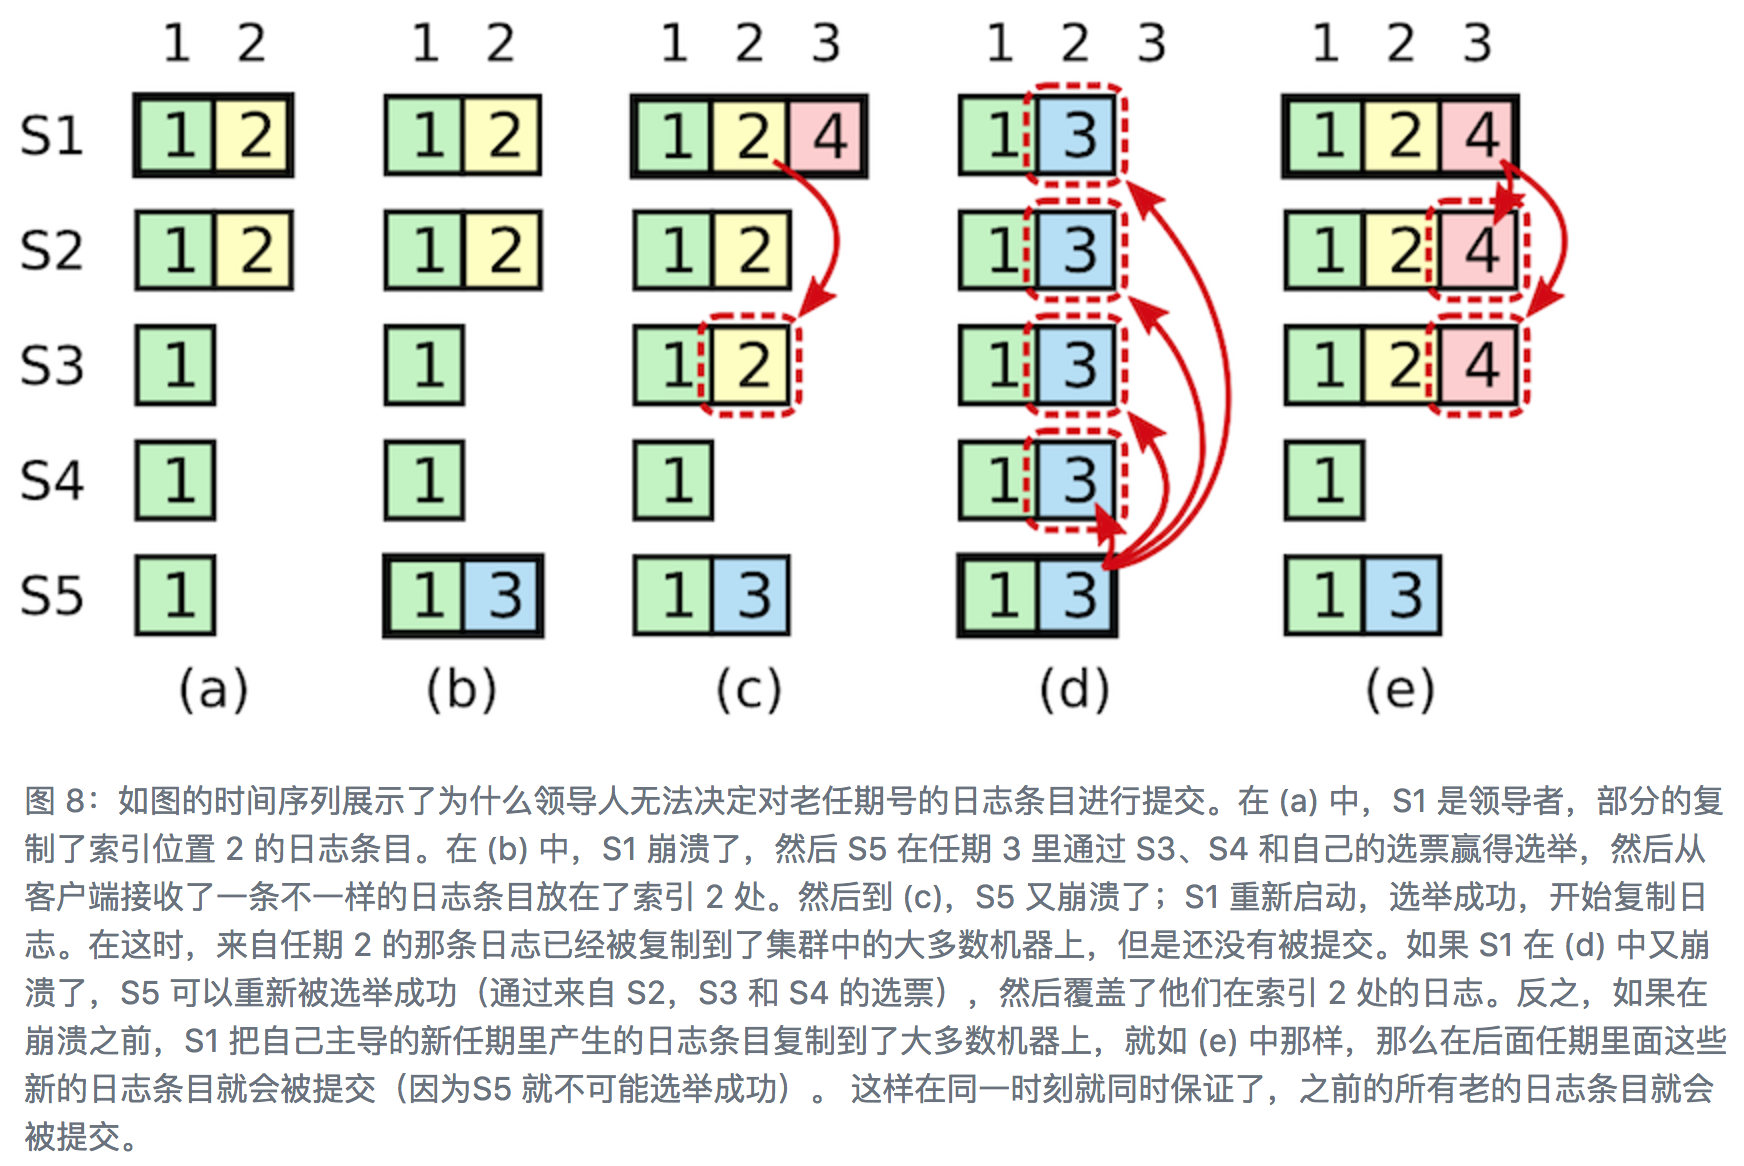 1 2 1 2 1 2 3 1 2 3 1 2 3
S1 1 2 1 2 1 2 4 1 3 1 2 4
S2 1 2 1 2 1 2 1 3 1 2 4
S3 1 1 1 2 1 3 1 2 4
S4 1 1 1 1 3 1
S5 1 1 3 1 3 1 3 1 3
(a) (b) (c) (d) (e)
图 8：如图的时间序列展示了为什么领导人无法决定对老任期号的日志条目进行提交。在 (a) 中，S1 是领导者，部分的复
制了索引位置 2 的日志条目。在 (b) 中，S1 崩溃了，然后 S5 在任期 3 里通过 S3、S4 和自己的选票赢得选举，然后从
客户端接收了一条不一样的日志条目放在了索引 2 处。然后到 (c)，S5 又崩溃了；S1 重新启动，选举成功，开始复制日
志。在这时，来自任期 2 的那条日志已经被复制到了集群中的大多数机器上，但是还没有被提交。如果 S1 在 (d) 中又崩
溃了，S5 可以重新被选举成功（通过来自 S2，S3 和 S4 的选票），然后覆盖了他们在索引 2 处的日志。反之，如果在
崩溃之前，S1 把自己主导的新任期里产生的日志条目复制到了大多数机器上，就如 (e) 中那样，那么在后面任期里面这些
新的日志条目就会被提交（因为S5 就不可能选举成功）。 这样在同一时刻就同时保证了，之前的所有老的日志条目就会
被提交。